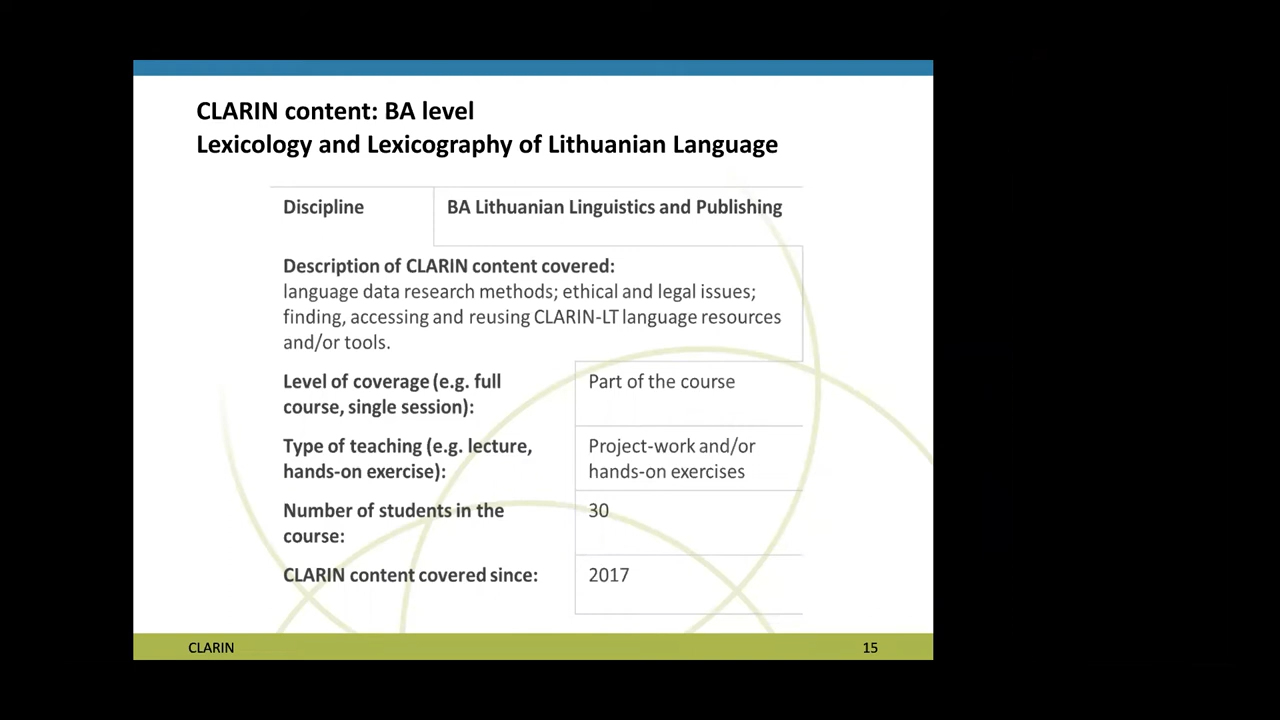 CLARIN content: BA level
Lexicology and Lexicography of Lithuanian Language
Discipline
BA Lithuanian Linguistics and Publishing
Description of CLARIN content covered:
language data research methods; ethical and legal issues;
finding, accessing and reusing CLARIN-LT language resources
and/or tools.
Level of coverage (e.g. full
course, single session):
Part of the course
Type of teaching (e.g. lecture,
hands-on exercise):
Project-work and/or
hands-on exercises
Number of students in the
course:
30
CLARIN content covered since:
2017
CLARIN
15